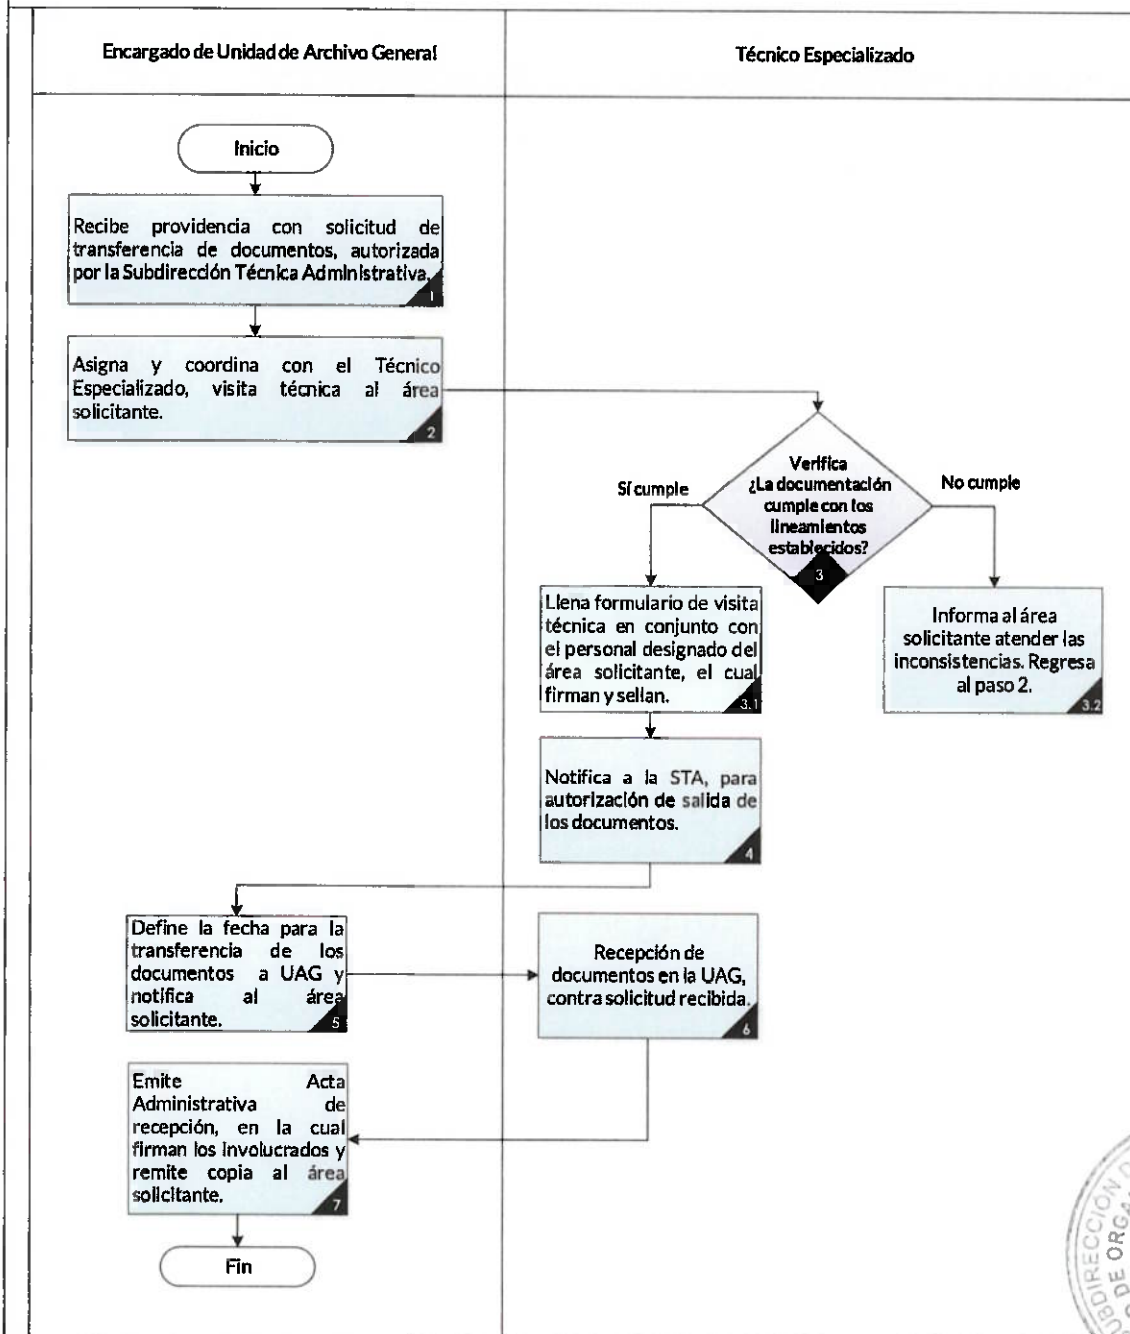 Encargado de Unidad de Archivo General
Técnico Especializado
Inicio
Recibe providencia con solicitud de
transferencia de documentos, autorizada
por la Subdirección Técnica Administrativa.
1
Asigna y coordina con el Técnico
Especializado, visita técnica al área
solicitante.
2
Verifica
¿La documentación
cumple con los
lineamientos
establecidos?
3
Sí cumple
No cumple
Llena formulario de visita
técnica en conjunto con
el personal designado del
área solicitante, el cual
firman y sellan.
3.1
Informa al área
solicitante atender las
inconsistencias. Regresa
al paso 2.
3.2
Notifica a la STA, para
autorización de salida de
los documentos.
4
Define la fecha para la
transferencia de los
documentos a UAG y
notifica al área
solicitante.
5
Recepción de
documentos en la UAG,
contra solicitud recibida.
6
Emite Acta
Administrativa de
recepción, en la cual
firman los involucrados y
remite copia al área
solicitante.
7
Fin